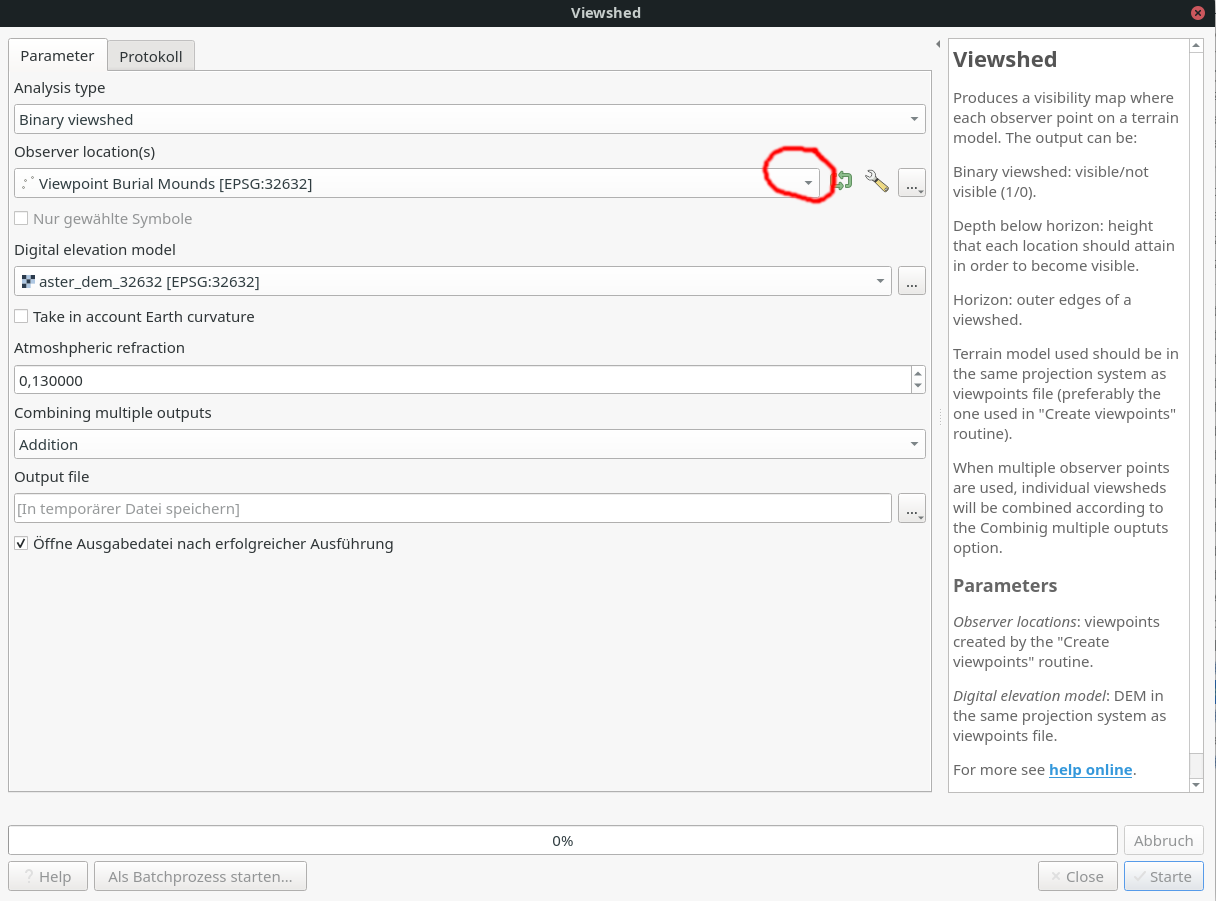 Viewshed
Parameter
Protokoll
Analysis type
Binary viewshed
Observer location(s)
Viewpoint Burial Mounds [EPSG:32632]
...
Nur gewählte Symbole
Digital elevation model
aster_dem_32632 [EPSG:32632]
...
Take in account Earth curvature
Atmoshpheric refraction
0,130000
Combining multiple outputs
Addition
Output file
[In temporärer Datei speichern]
...
Öffne Ausgabedatei nach erfolgreicher Ausführung
Viewshed
Produces a visibility map where
each observer point on a terrain
model. The output can be:
Binary viewshed: visible/not
visible (1/0).
Depth below horizon: height
that each location should attain
in order to become visible.
Horizon: outer edges of a
viewshed.
Terrain model used should be in
the same projection system as
viewpoints file (preferably the
one used in "Create viewpoints"
routine).
When multiple observer points
are used, individual viewsheds
will be combined according to
the Combinig multiple ouptuts
option.
Parameters
Observer locations: viewpoints
created by the "Create
viewpoints" routine.
Digital elevation model: DEM in
the same projection system as
viewpoints file.
For more see help online.
0%
Abbruch
? Help
Als Batchprozess starten...
Close
Starte